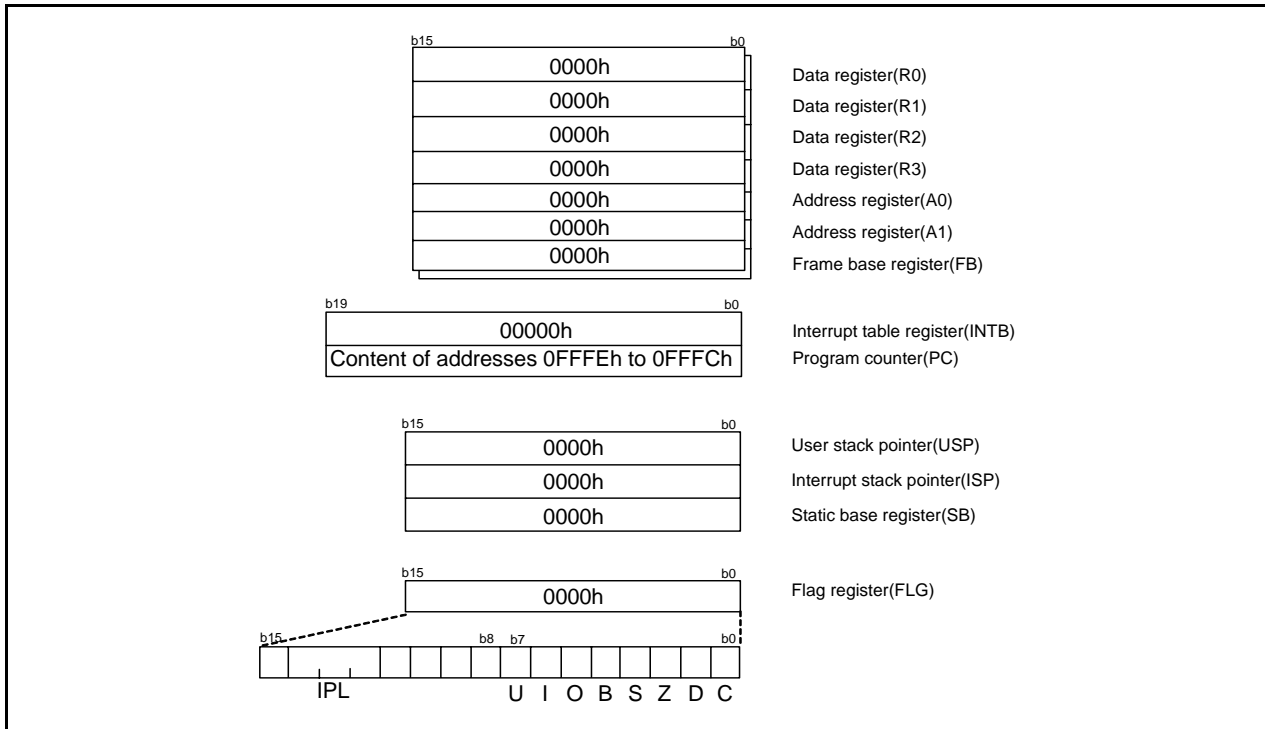 b15 b0
0000h Data register(R0)
0000h Data register(R1)
0000h Data register(R2)
0000h Data register(R3)
0000h Address register(A0)
0000h Address register(A1)
0000h Frame base register(FB)
b19 b0
00000h Interrupt table register(INTB)
Content of addresses 0FFFEh to 0FFFCh Program counter(PC)
b15 b0
0000h User stack pointer(USP)
0000h Interrupt stack pointer(ISP)
0000h Static base register(SB)
b15 b0
0000h Flag register(FLG)
b15 b8 b7 b0
IPL U I O B S Z D C